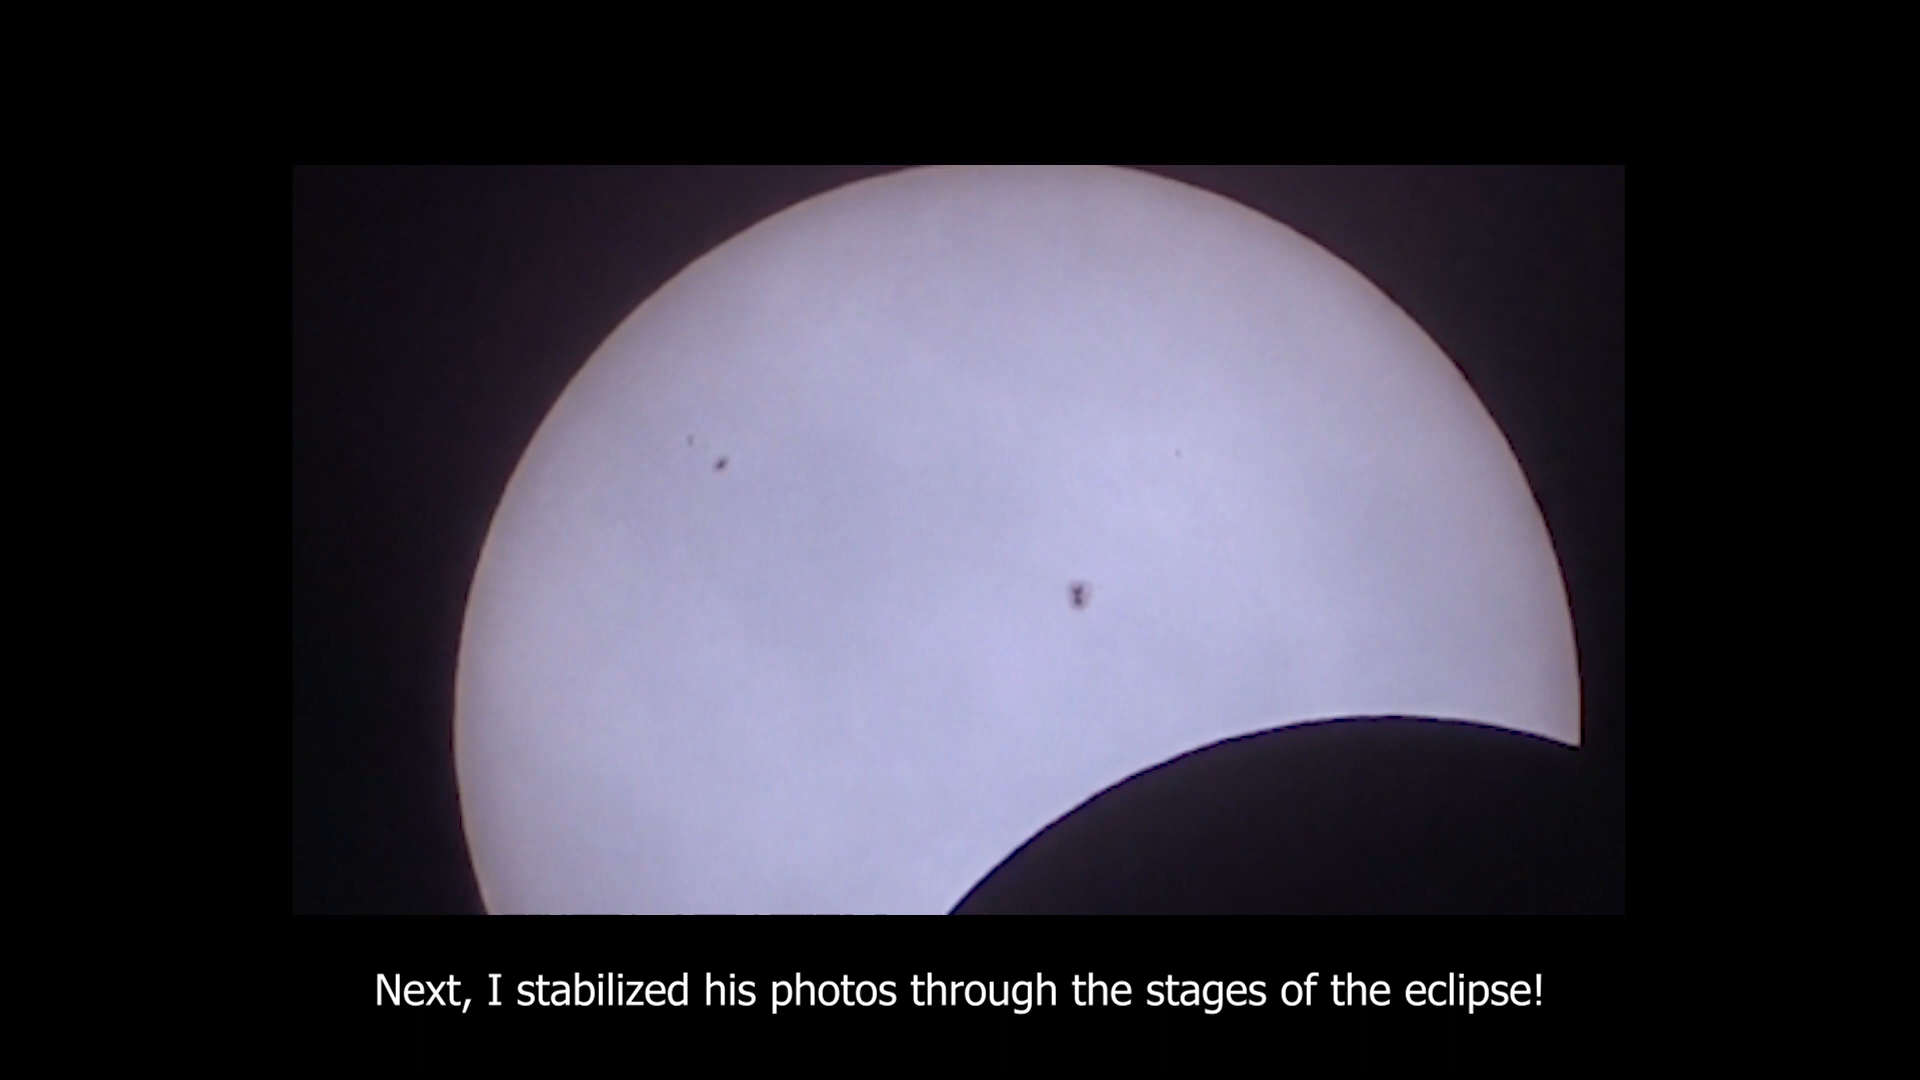 Next, I stabilized his photos through the stages of the eclipse!